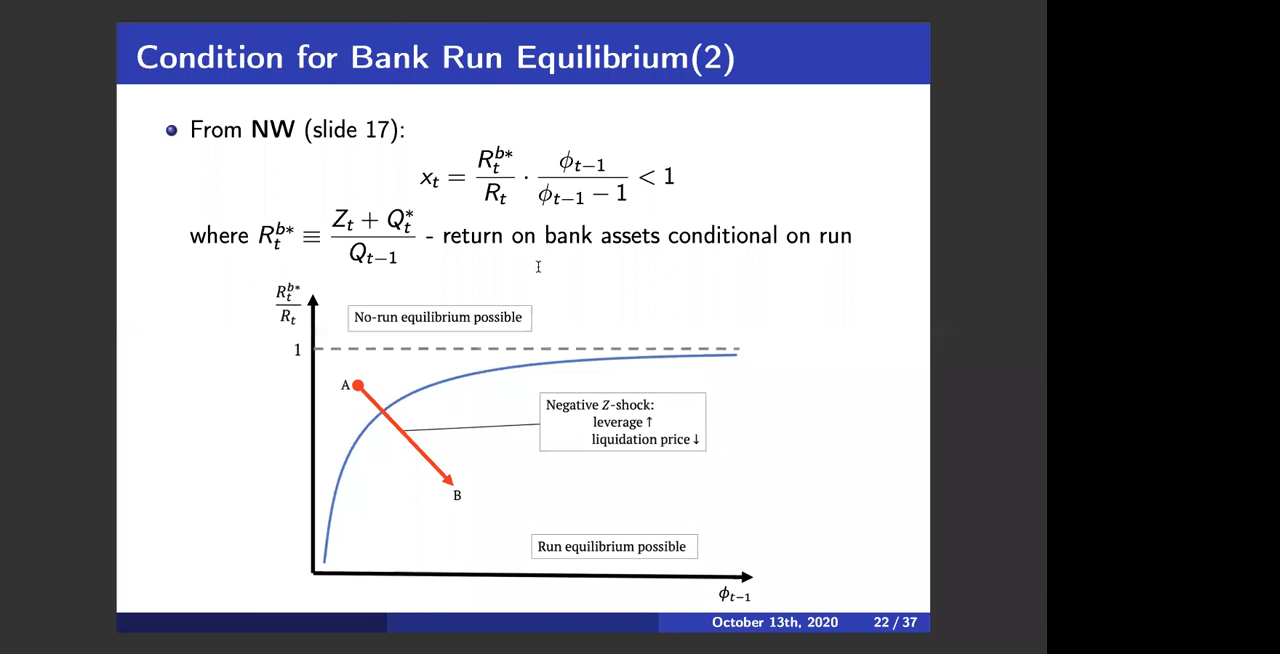 Condition for Bank Run Equilibrium(2)
From NW (slide 17):
x_t = R_t^{b*} / R_t · ϕ_{t−1} / (ϕ_{t−1} − 1) < 1
where R_t^{b*} ≡ (Z_t + Q_t^*) / Q_{t−1} - return on bank assets conditional on run
R_t^{b*} / R_t
No-run equilibrium possible
1
A
Negative Z-shock:
leverage ↑
liquidation price ↓
B
Run equilibrium possible
ϕ_{t−1}
October 13th, 2020 22 / 37